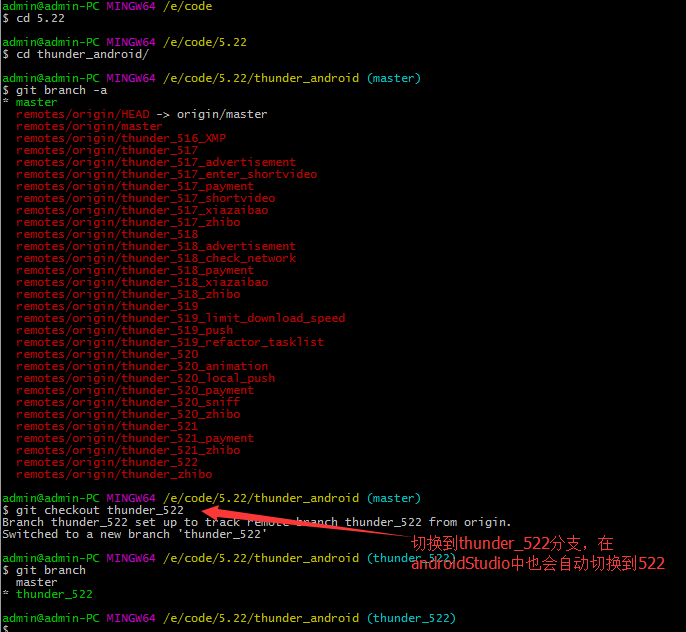 admin@admin-PC MINGW64 /e/code
$ cd 5.22
admin@admin-PC MINGW64 /e/code/5.22
$ cd thunder_android/
admin@admin-PC MINGW64 /e/code/5.22/thunder_android (master)
$ git branch -a
* master
remotes/origin/HEAD -> origin/master
remotes/origin/master
remotes/origin/thunder_516_XMP
remotes/origin/thunder_517
remotes/origin/thunder_517_advertisement
remotes/origin/thunder_517_enter_shortvideo
remotes/origin/thunder_517_payment
remotes/origin/thunder_517_shortvideo
remotes/origin/thunder_517_xiazaibao
remotes/origin/thunder_517_zhibo
remotes/origin/thunder_518
remotes/origin/thunder_518_advertisement
remotes/origin/thunder_518_check_network
remotes/origin/thunder_518_payment
remotes/origin/thunder_518_xiazaibao
remotes/origin/thunder_518_zhibo
remotes/origin/thunder_519
remotes/origin/thunder_519_limit_download_speed
remotes/origin/thunder_519_push
remotes/origin/thunder_519_refactor_tasklist
remotes/origin/thunder_520
remotes/origin/thunder_520_animation
remotes/origin/thunder_520_local_push
remotes/origin/thunder_520_payment
remotes/origin/thunder_520_sniff
remotes/origin/thunder_520_zhibo
remotes/origin/thunder_521
remotes/origin/thunder_521_payment
remotes/origin/thunder_521_zhibo
remotes/origin/thunder_522
remotes/origin/thunder_zhibo
admin@admin-PC MINGW64 /e/code/5.22/thunder_android (master)
$ git checkout thunder_522
Branch thunder_522 set up to track remote branch thunder_522 from origin.
Switched to a new branch 'thunder_522'
切换到thunder_522分支，在
androidStudio中也会自动切换到522
admin@admin-PC MINGW64 /e/code/5.22/thunder_android (thunder_522)
$ git branch
master
* thunder_522
admin@admin-PC MINGW64 /e/code/5.22/thunder_android (thunder_522)
$